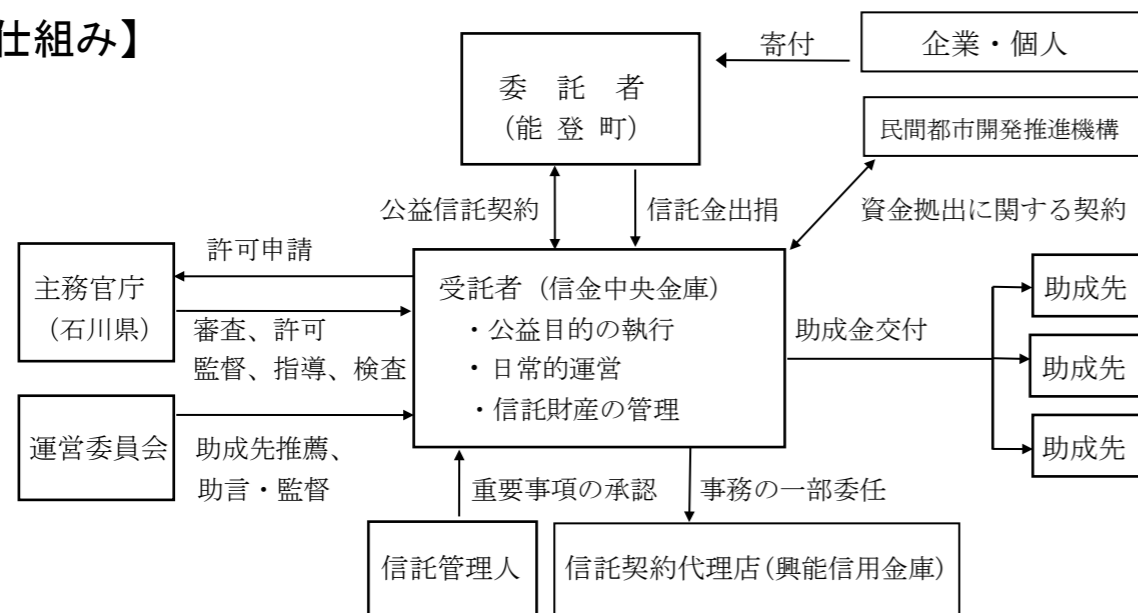 仕組み】
委 託 者
(能 登 町)
寄付
企業・個人
民間都市開発推進機構
公益信託契約
信託金出捐
資金拠出に関する契約
主務官庁
(石川県)
許可申請
審査、許可
監督、指導、検査
受託者 (信金中央金庫)
・公益目的の執行
・日常的運営
・信託財産の管理
助成金交付
助成先
助成先
助成先
運営委員会
助成先推薦、
助言・監督
重要事項の承認
事務の一部委任
信託管理人
信託契約代理店(興能信用金庫)